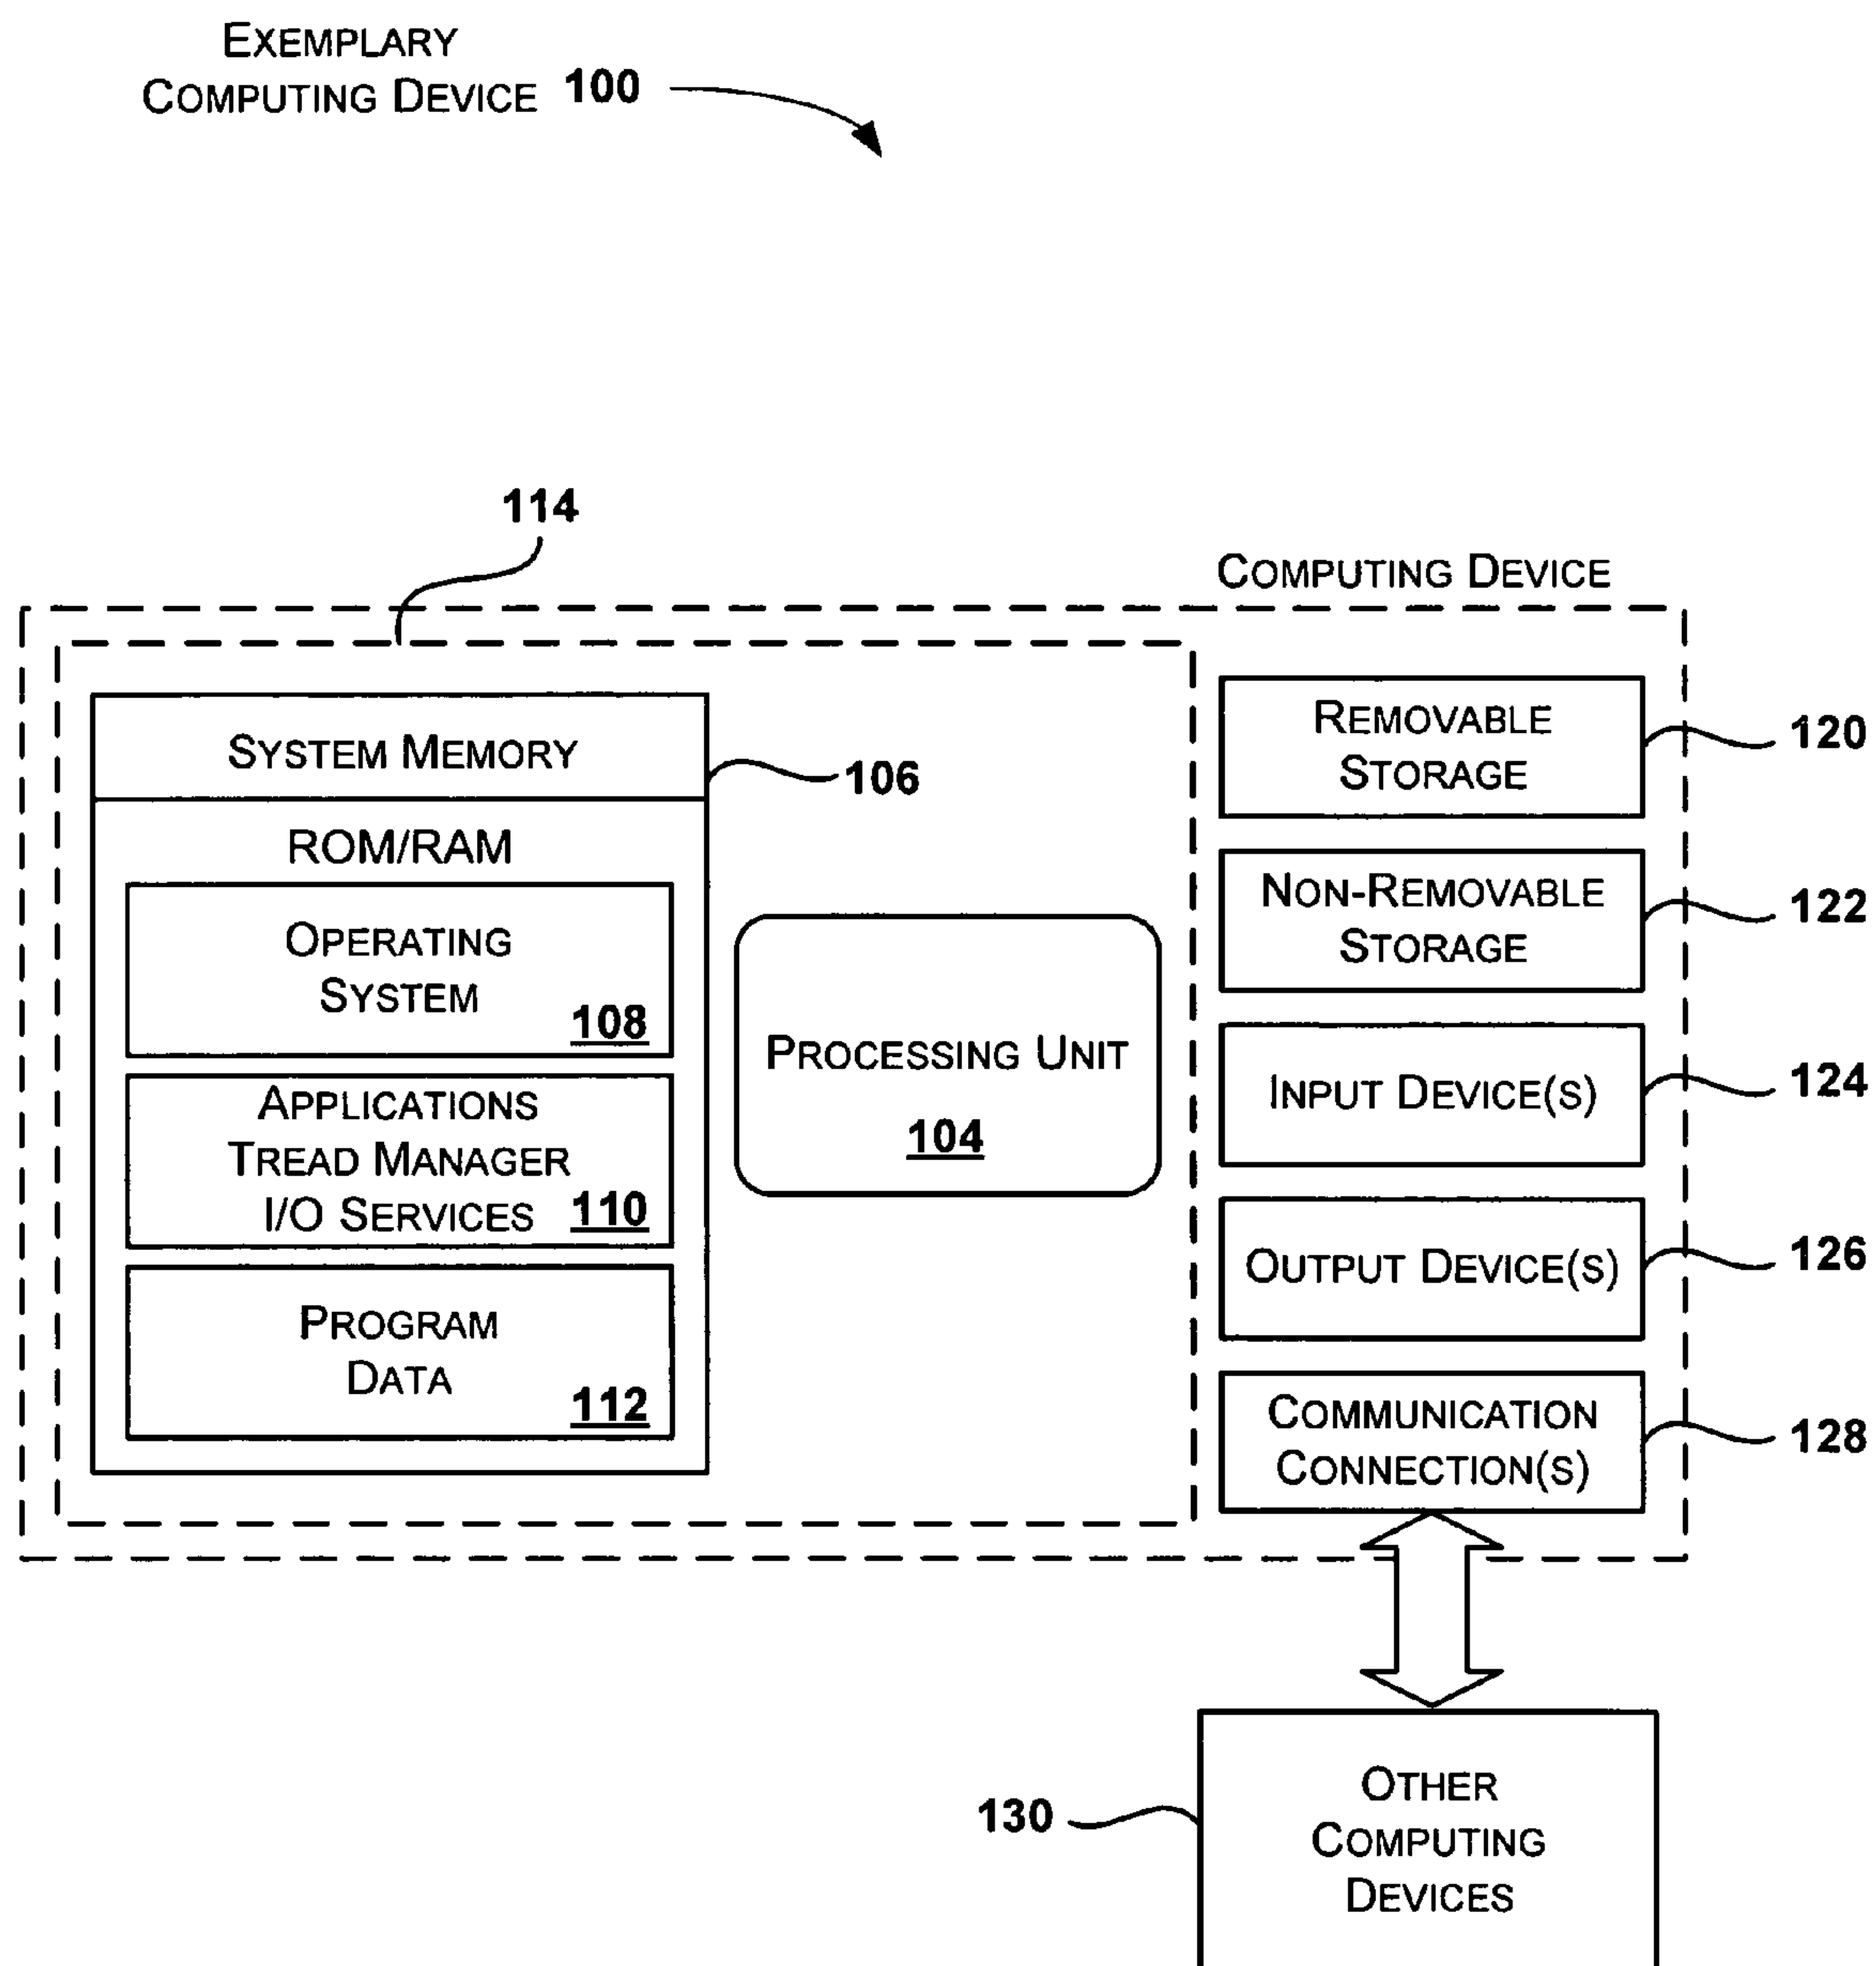 EXEMPLARY
COMPUTING DEVICE 100
114
COMPUTING DEVICE
SYSTEM MEMORY
106
ROM/RAM
OPERATING
SYSTEM
108
APPLICATIONS
TREAD MANAGER
I/O SERVICES 110
PROGRAM
DATA
112
PROCESSING UNIT
104
REMOVABLE
STORAGE
120
NON-REMOVABLE
STORAGE
122
INPUT DEVICE(S)
124
OUTPUT DEVICE(S)
126
COMMUNICATION
CONNECTION(S)
128
130
OTHER
COMPUTING
DEVICES